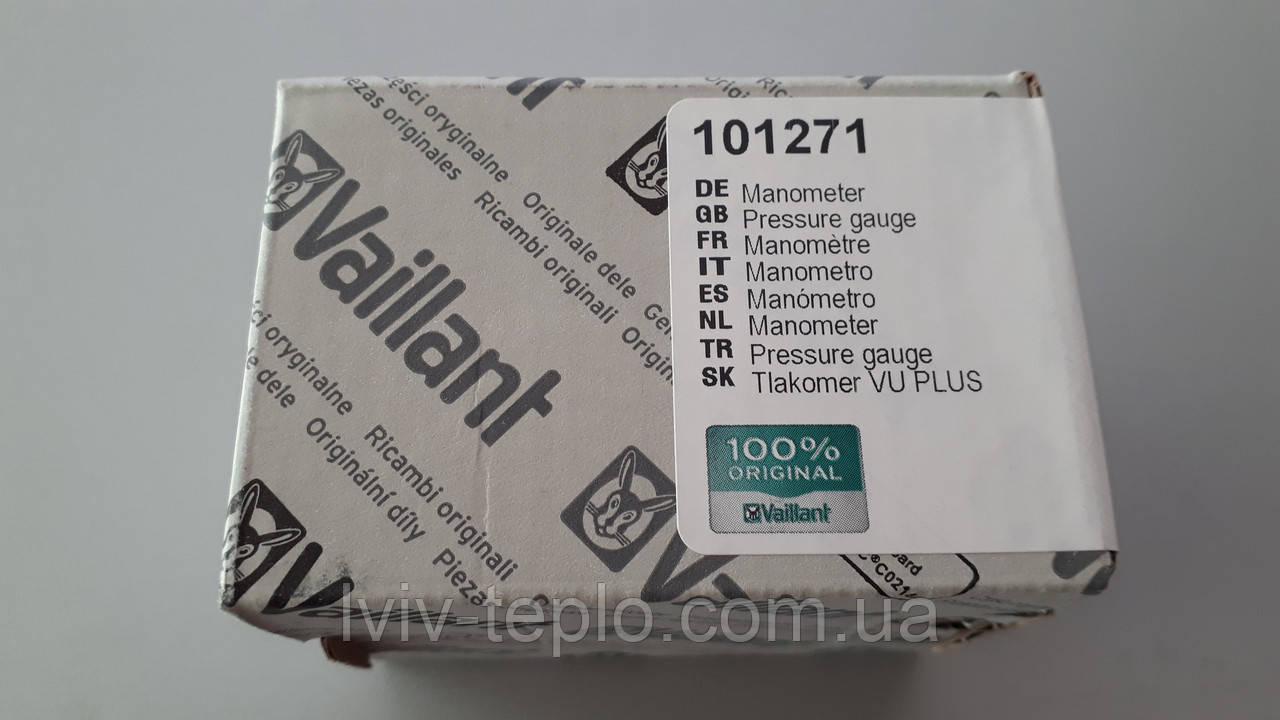 101271
DE Manometer
GB Pressure gauge
FR Manomètre
IT Manometro
ES Manómetro
NL Manometer
TR Pressure gauge
SK Tlakomer VU PLUS
100%
ORIGINAL
Vaillant
oryginalne Originale dele
Piezas originales Ricambi originali
Vaillant
oryginalne Ricambi originali
dele Originální díly
lviv-teplo.com.ua